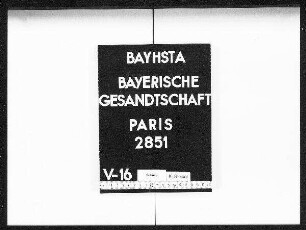 BAYHSTA
BAYERISCHE
GESANDTSCHAFT
PARIS
2851
V-16